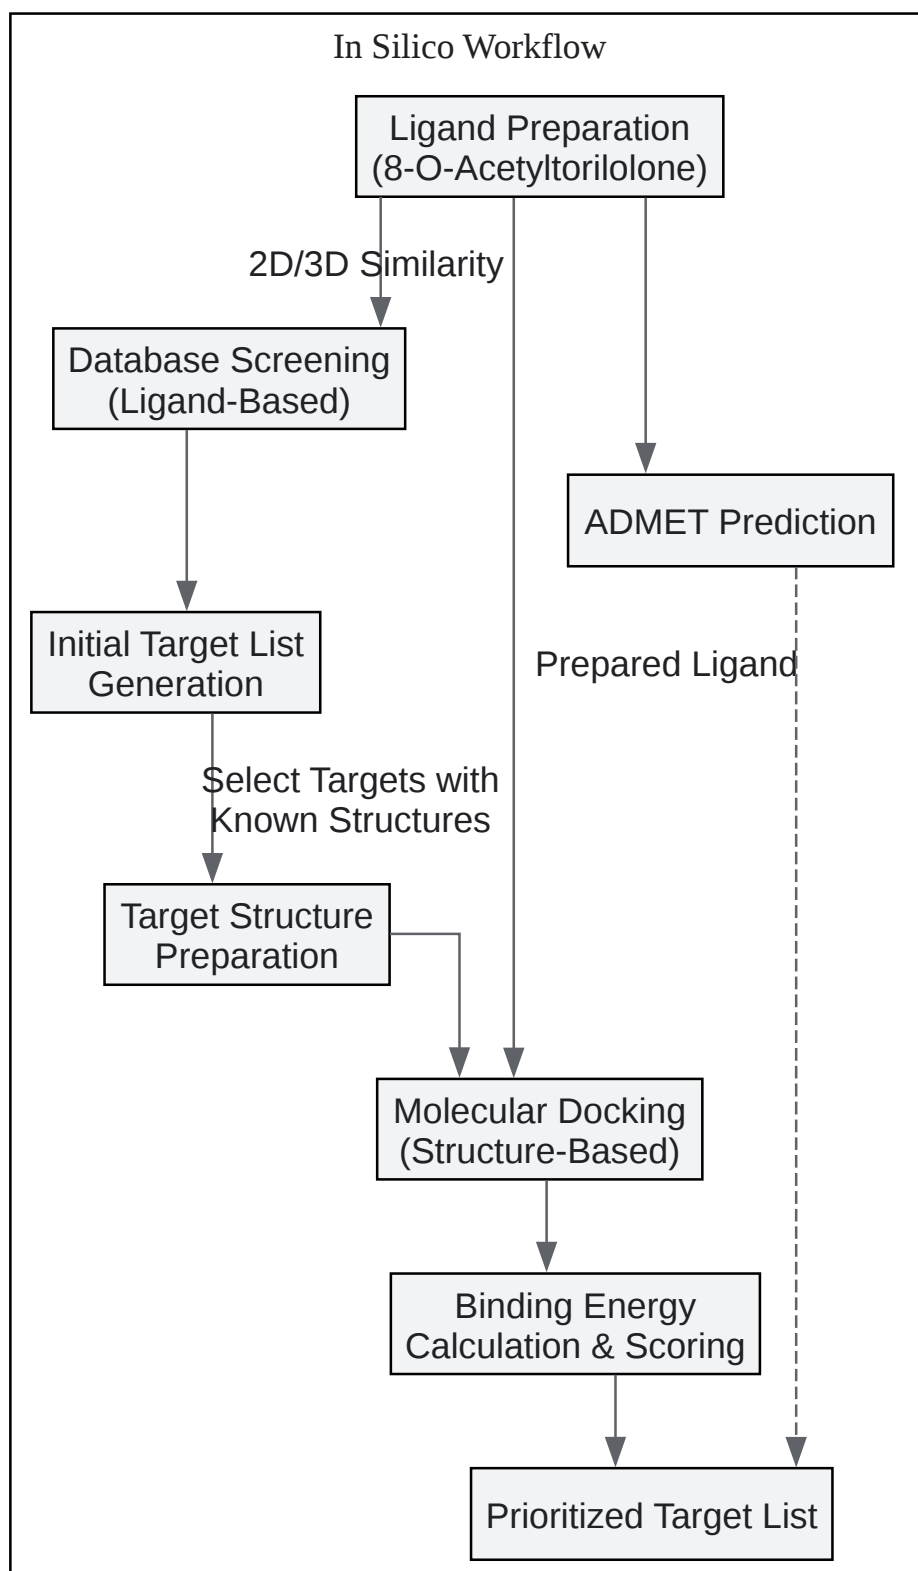 In Silico Workflow
Ligand Preparation
(8-O-Acetyltorilolone)
2D/3D Similarity
Database Screening
(Ligand-Based)
ADMET Prediction
Initial Target List
Generation
Prepared Ligand
Select Targets with
Known Structures
Target Structure
Preparation
Molecular Docking
(Structure-Based)
Binding Energy
Calculation & Scoring
Prioritized Target List